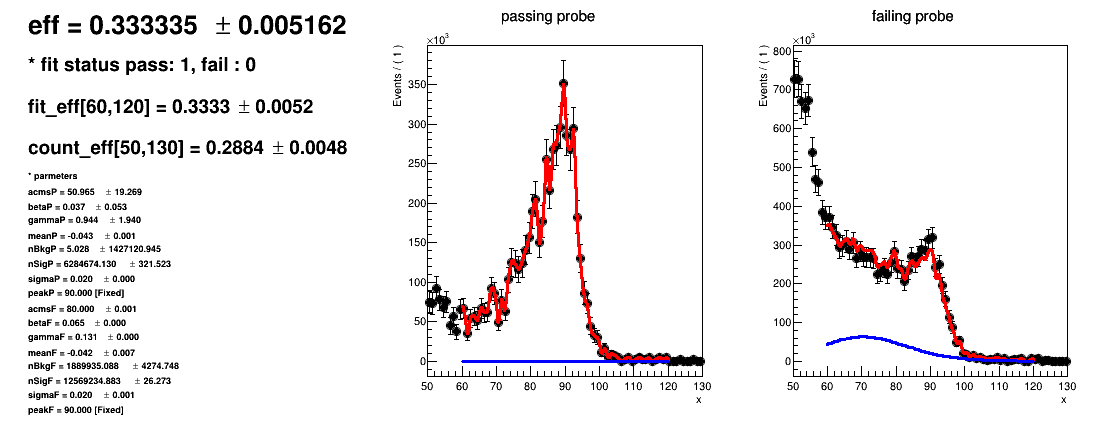 eff = 0.333335 ± 0.005162
* fit status pass: 1, fail : 0
fit_eff[60,120] = 0.3333 ± 0.0052
count_eff[50,130] = 0.2884 ± 0.0048
* parmeters
acmsP = 50.965 ± 19.269
betaP = 0.037 ± 0.053
gammaP = 0.944 ± 1.940
meanP = -0.043 ± 0.001
nBkgP = 5.028 ± 1427120.945
nSigP = 6284674.130 ± 321.523
sigmaP = 0.020 ± 0.000
peakP = 90.000 [Fixed]
acmsF = 80.000 ± 0.001
betaF = 0.065 ± 0.000
gammaF = 0.131 ± 0.000
meanF = -0.042 ± 0.007
nBkgF = 1889935.088 ± 4274.748
nSigF = 12569234.883 ± 26.273
sigmaF = 0.020 ± 0.001
peakF = 90.000 [Fixed]
passing probe
×10³
Events / ( 1 )
350
300
250
200
150
100
50
0
50 60 70 80 90 100 110 120 130
x
failing probe
×10³
Events / ( 1 )
800
700
600
500
400
300
200
100
0
50 60 70 80 90 100 110 120 130
x